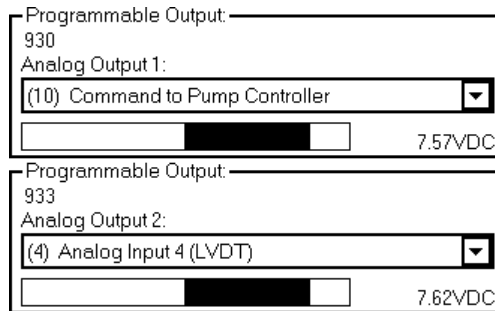 Programmable Output:
930
Analog Output 1:
(10) Command to Pump Controller
7.57VDC
Programmable Output:
933
Analog Output 2:
(4) Analog Input 4 (LVDT)
7.62VDC